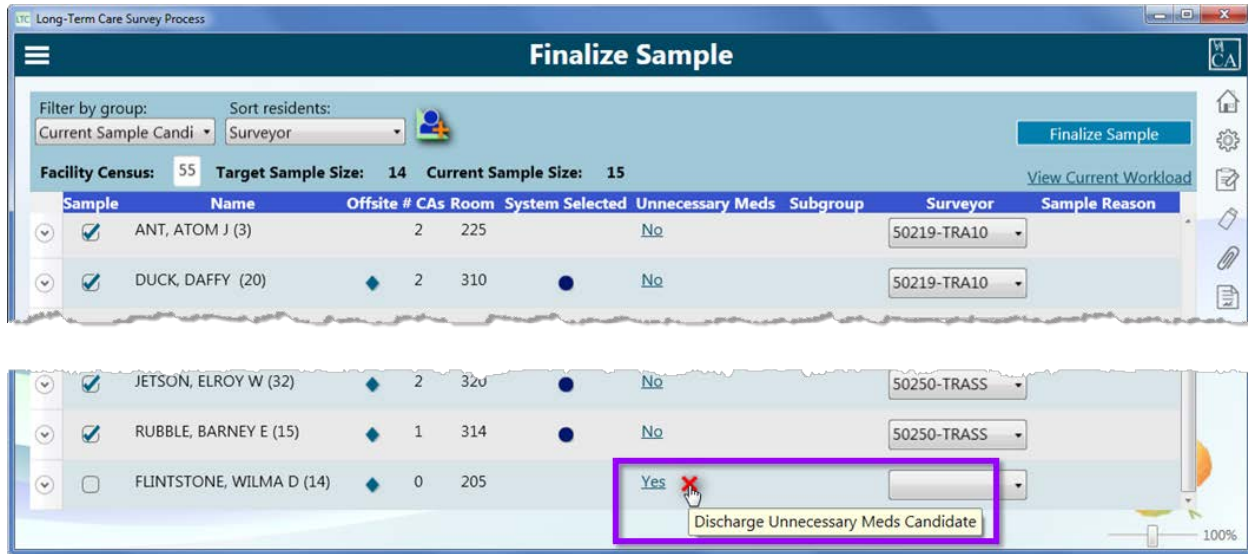 LTC Long-Term Care Survey Process
Finalize Sample
CA
Filter by group: Sort residents:
Current Sample Candi Surveyor
Finalize Sample
Facility Census: 55 Target Sample Size: 14 Current Sample Size: 15
View Current Workload
Sample Name Offsite # CAs Room System Selected Unnecessary Meds Subgroup Surveyor Sample Reason
ANT, ATOM J (3) 2 225 No 50219-TRA10
DUCK, DAFFY (20) 2 310 No 50219-TRA10
JETSON, ELROY W (32) 2 320 No 50250-TRASS
RUBBLE, BARNEY E (15) 1 314 No 50250-TRASS
FLINTSTONE, WILMA D (14) 0 205 Yes
Discharge Unnecessary Meds Candidate
100%